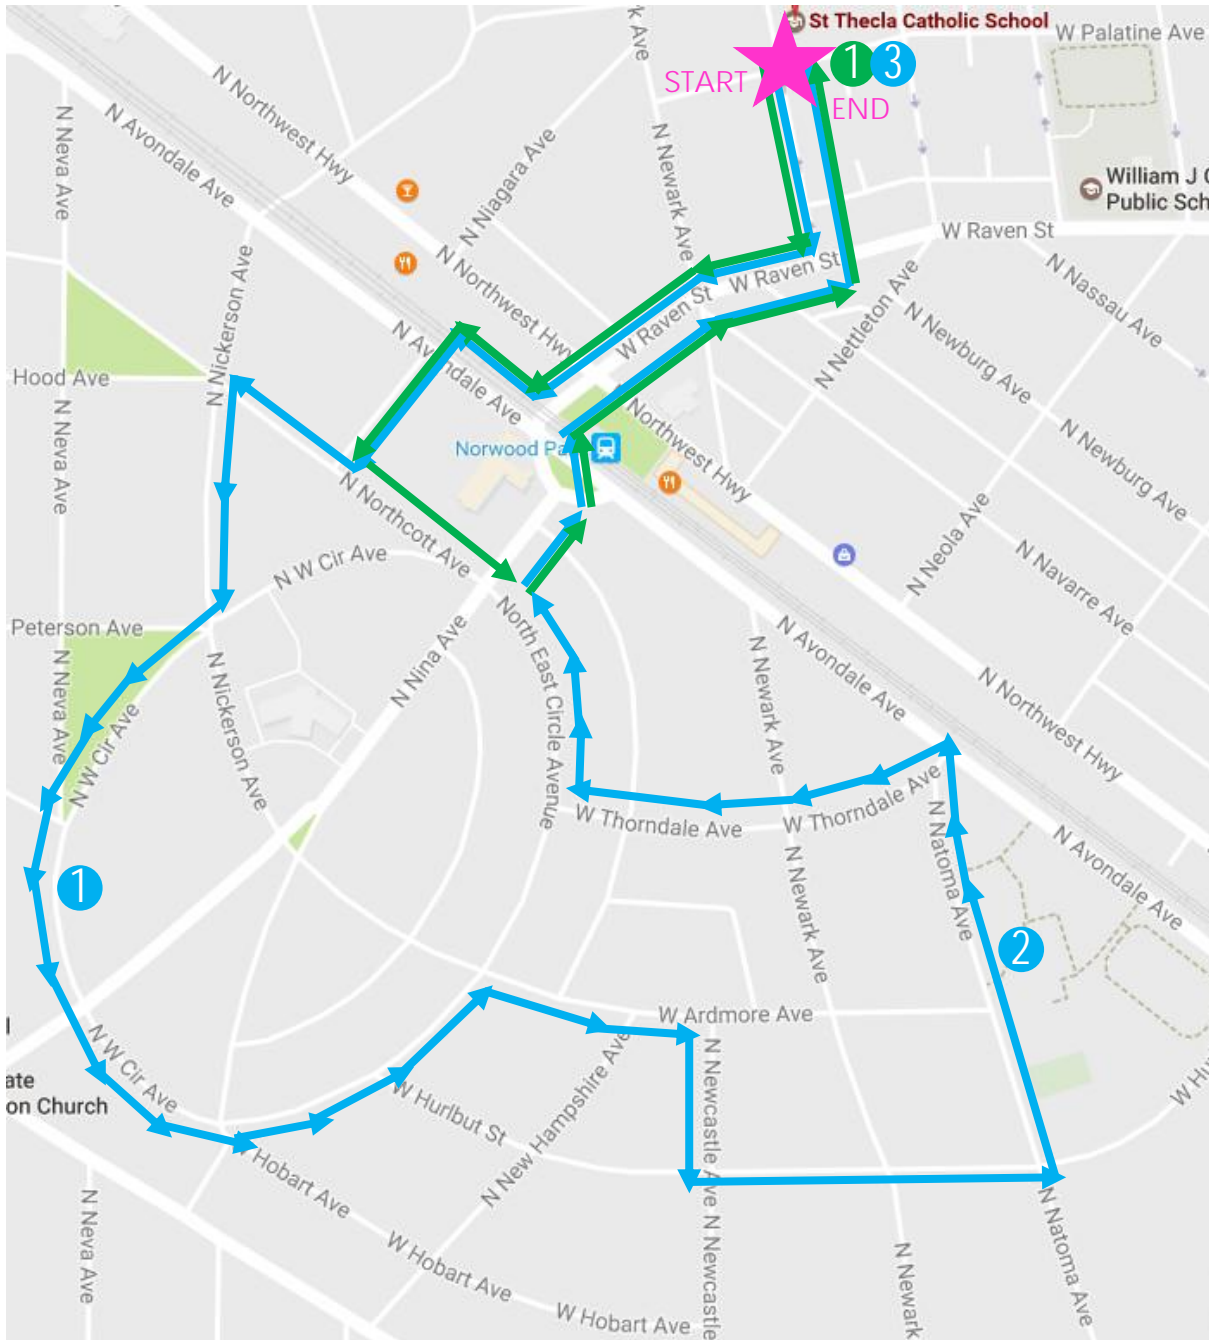 St Thecla Catholic School
W Palatine Ave
k Ave
START
1
3
END
N Northwest Hwy
N Neva Ave
N Avondale Ave
N Niagara Ave
N Newark Ave
William J C
Public Sch
W Raven St
N Nickerson Ave
N Northwest Hwy
W Raven St
W Raven St
N Nassau Ave
N Nettleton Ave
N Newburg Ave
N Avondale Ave
Hood Ave
N Neva Ave
Norwood Pa
Northwest Hwy
N Newburg Ave
N Northcott Ave
N Neola Ave
N Navarre Ave
N W Cir Ave
Peterson Ave
N Neva Ave
N Nickerson Ave
N Nina Ave
North East Circle Avenue
N Newark Ave
N Avondale Ave
N Northwest Hwy
N W Cir Ave
W Thorndale Ave
W Thorndale Ave
N Natoma Ave
N Avondale Ave
1
N Newark Ave
2
W Ardmore Ave
l
ate
on Church
N W Cir Ave
W Hurlbut St
N New Hampshire Ave
N Newcastle Ave
W Hu
W Hobart Ave
N Neva Ave
W Hobart Ave
W Hobart Ave
N Newcastle
N Newark
N Natoma Ave